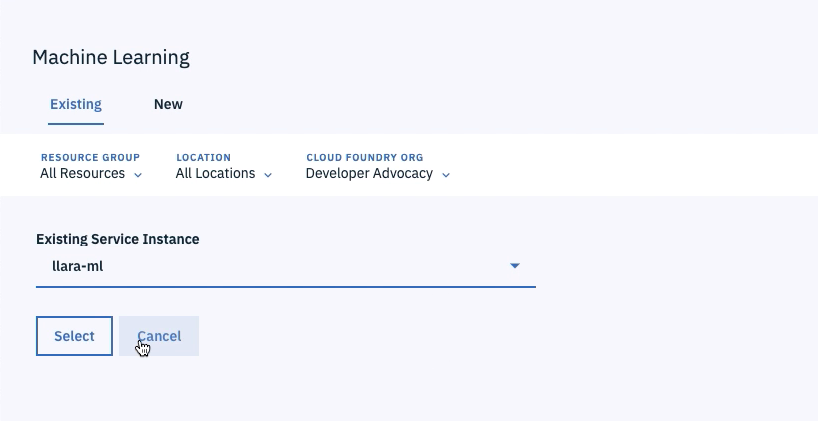 Machine Learning
Existing New
RESOURCE GROUP LOCATION CLOUD FOUNDRY ORG
All Resources All Locations Developer Advocacy
Existing Service Instance
llara-ml
Select Cancel